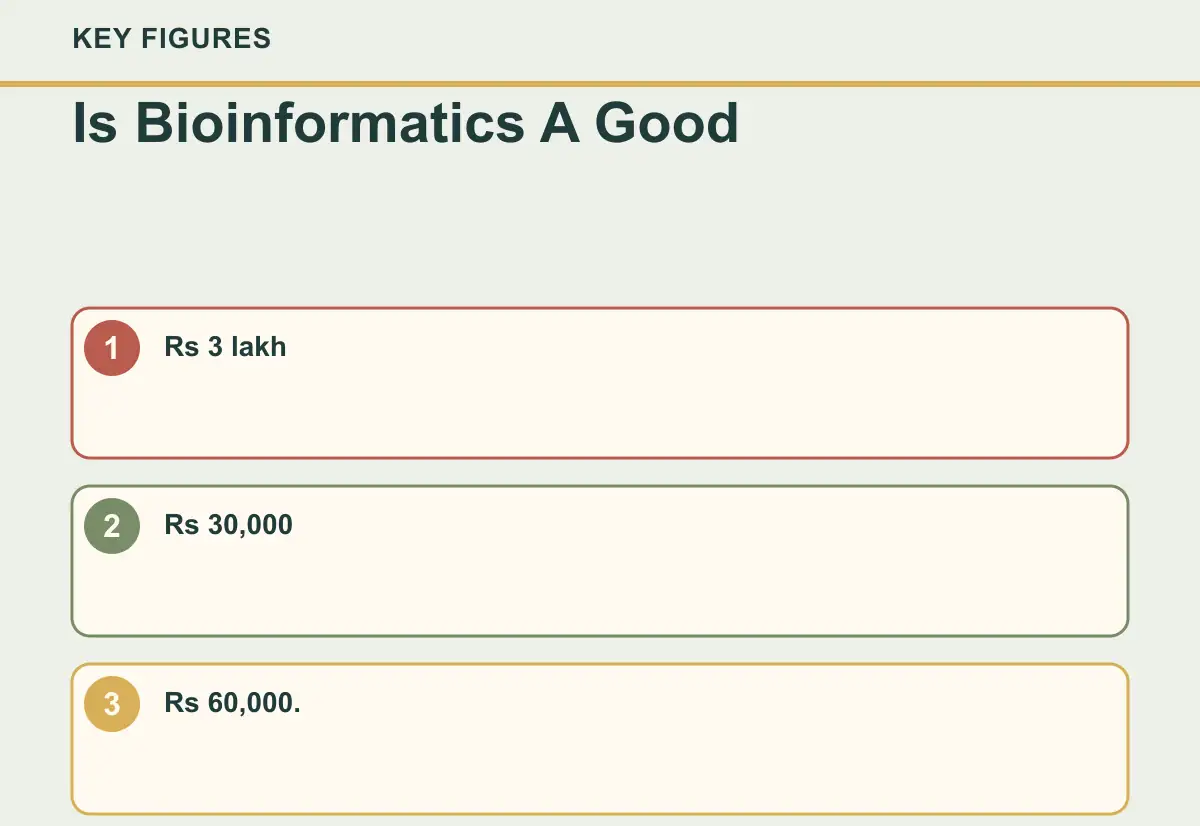 KEY FIGURES
Is Bioinformatics A Good
1 Rs 3 lakh
2 Rs 30,000
3 Rs 60,000.